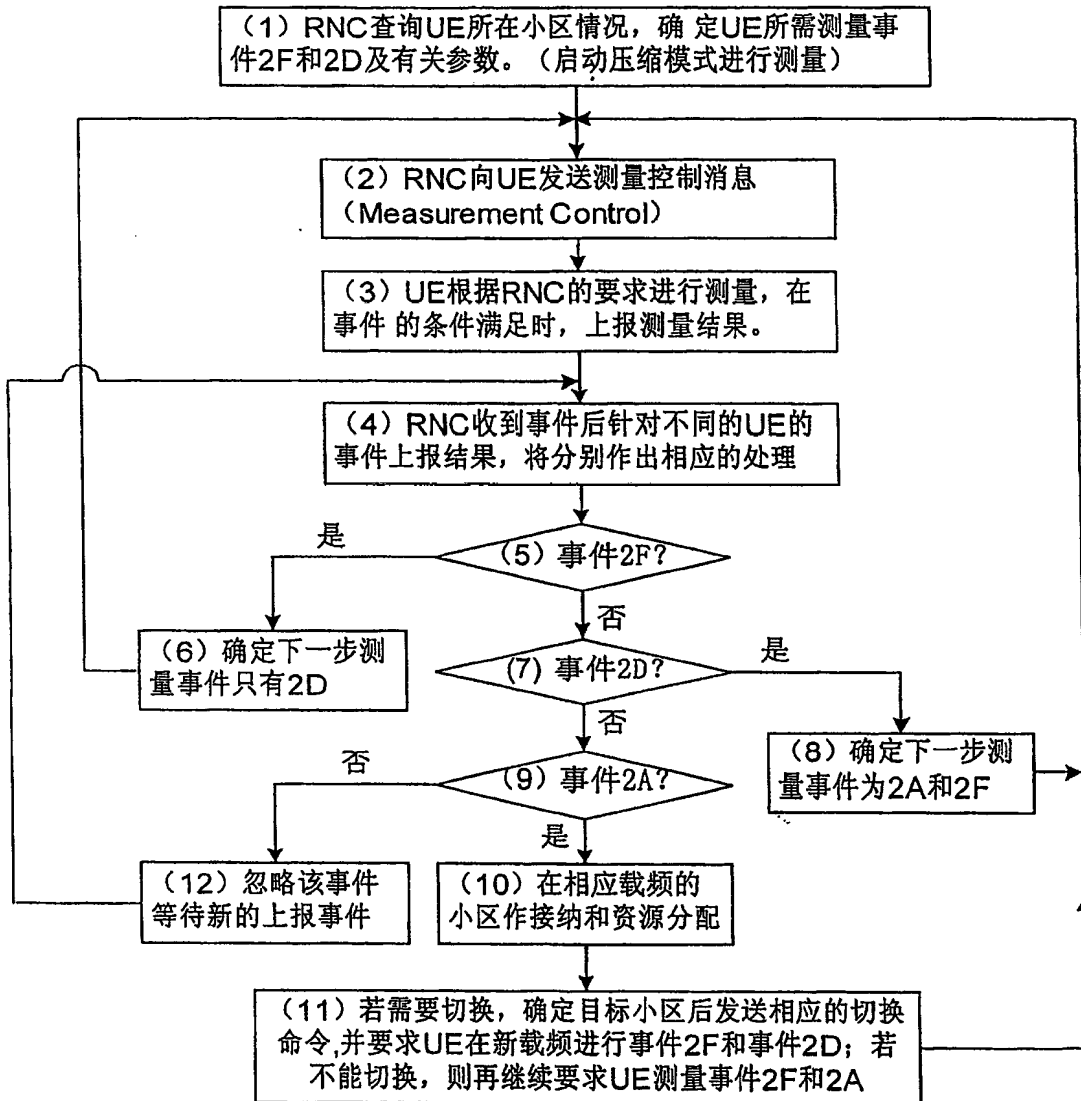 （1）RNC查询UE所在小区情况，确 定UE所需测量事
件2F和2D及有关参数。（启动压缩模式进行测量）
（2）RNC向UE发送测量控制消息
（Measurement Control）
（3）UE根据RNC的要求进行测量，在
事件 的条件满足时，上报测量结果。
（4）RNC收到事件后针对不同的UE的
事件上报结果，将分别作出相应的处理
是
（5）事件2F？
否
（6）确定下一步测
量事件只有2D
(7) 事件2D？
是
否
（8）确定下一步测
量事件为2A和2F
否
（9）事件2A？
是
（12）忽略该事件
等待新的上报事件
（10）在相应载频的
小区作接纳和资源分配
（11）若需要切换，确定目标小区后发送相应的切换
命令,并要求UE在新载频进行事件2F和事件2D；若
不能切换，则再继续要求UE测量事件2F和2A